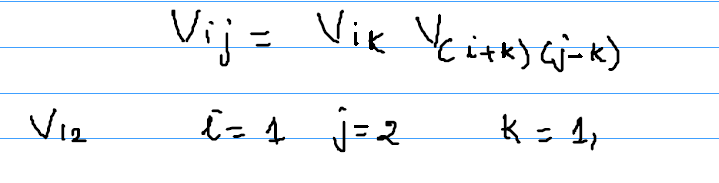 Vij = Vik V(i+k)(j-k)
V12 i = 1 j = 2 k = 1,